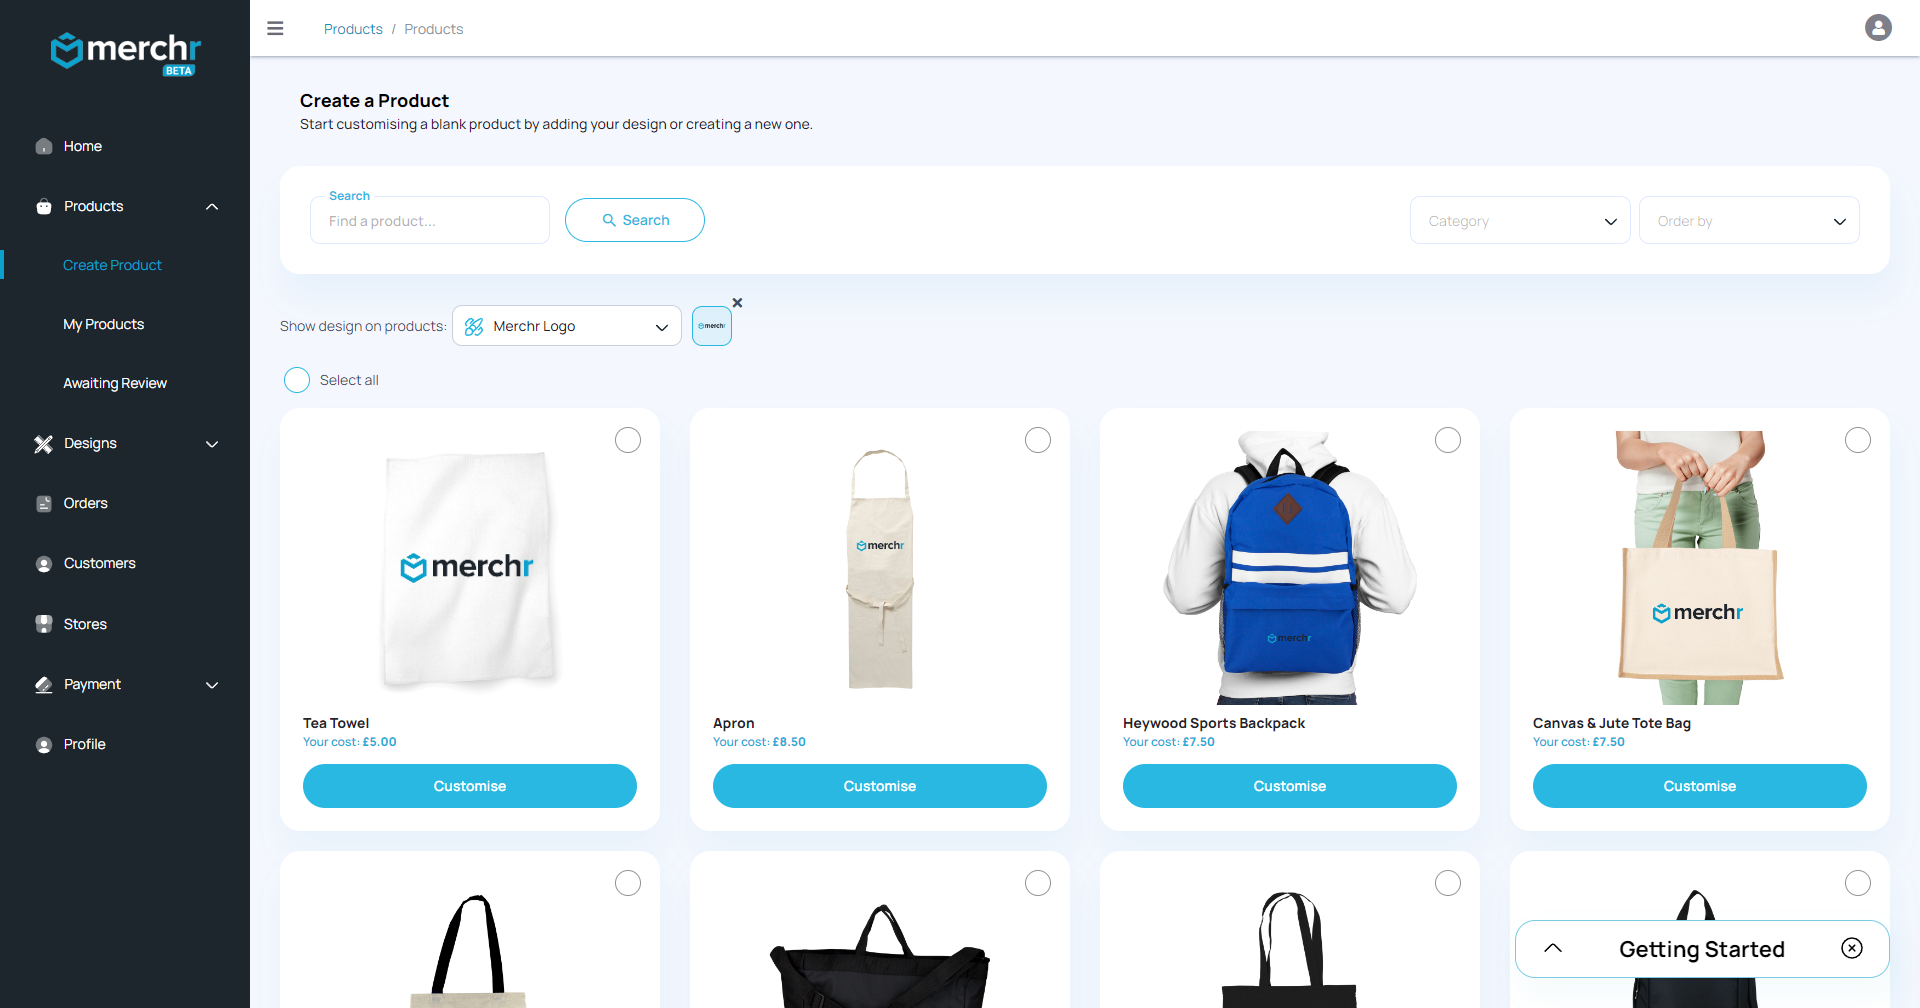 merchr
BETA
Products / Products
Home
Products
Create Product
My Products
Awaiting Review
Designs
Orders
Customers
Stores
Payment
Profile
Create a Product
Start customising a blank product by adding your design or creating a new one.
Search
Find a product...
Search
Category
Order by
Show design on products:
Merchr Logo
merchr
Select all
merchr
merchr
merchr
merchr
Tea Towel
Your cost: £5.00
Customise
Apron
Your cost: £8.50
Customise
Heywood Sports Backpack
Your cost: £7.50
Customise
Canvas & Jute Tote Bag
Your cost: £7.50
Customise
Getting Started